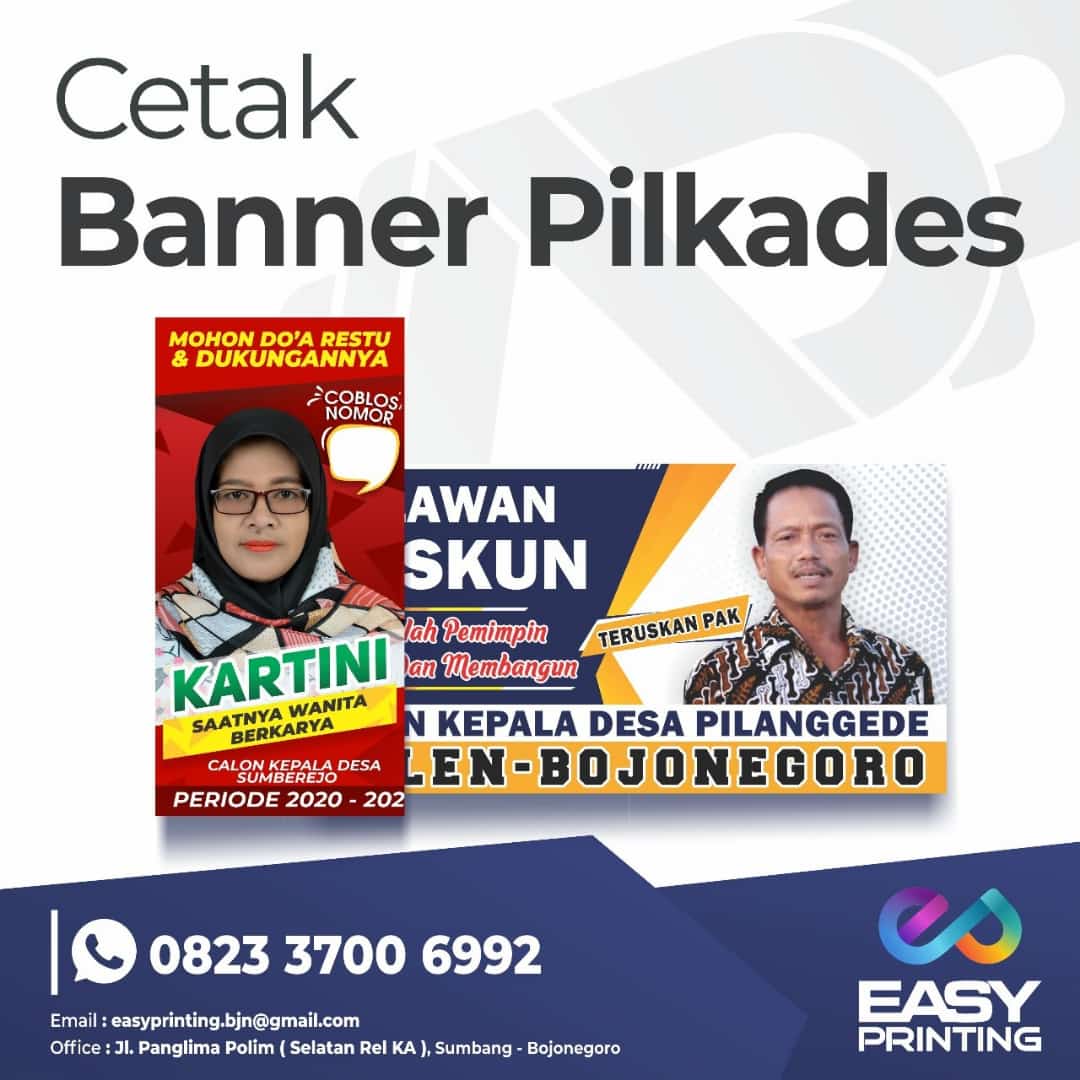 Cetak
Banner Pilkades
MOHON DO'A RESTU
& DUKUNGANNYA
COBLOS
NOMOR
KARTINI
SAATNYA WANITA
BERKARYA
CALON KEPALA DESA
SUMBEREJO
PERIODE 2020 - 202
AWAN
SKUN
lah Pemimpin
Dan Membangun
TERUSKAN PAK
N KEPALA DESA PILANGGEDE
LEN-BOJONEGORO
0823 3700 6992
Email : easyprinting.bjn@gmail.com
Office : Jl. Panglima Polim ( Selatan Rel KA ), Sumbang - Bojonegoro
EASY
PRINTING